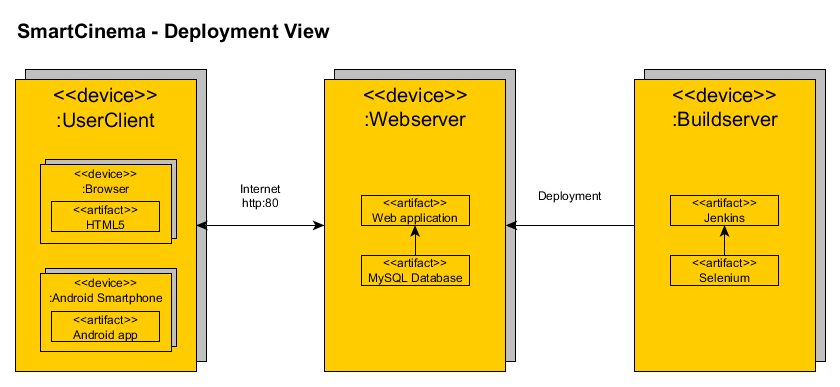 SmartCinema - Deployment View
<<device>>
:UserClient
<<device>>
:Browser
<<artifact>>
HTML5
<<device>>
:Android Smartphone
<<artifact>>
Android app
Internet
http:80
<<device>>
:Webserver
<<artifact>>
Web application
<<artifact>>
MySQL Database
Deployment
<<device>>
:Buildserver
<<artifact>>
Jenkins
<<artifact>>
Selenium